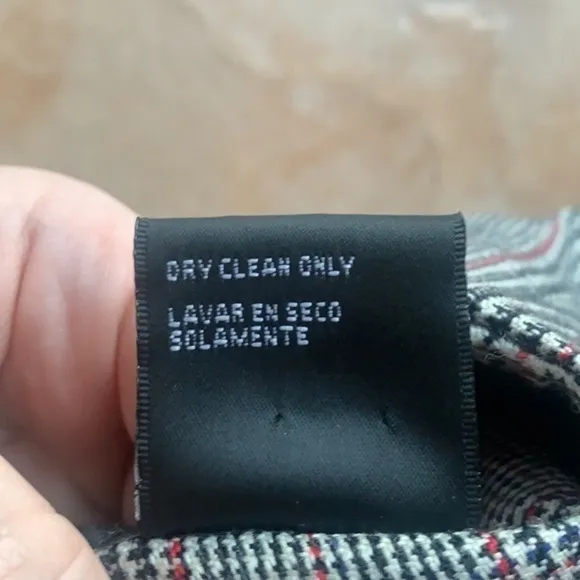 DRY CLEAN ONLY
LAVAR EN SECO
SOLAMENTE